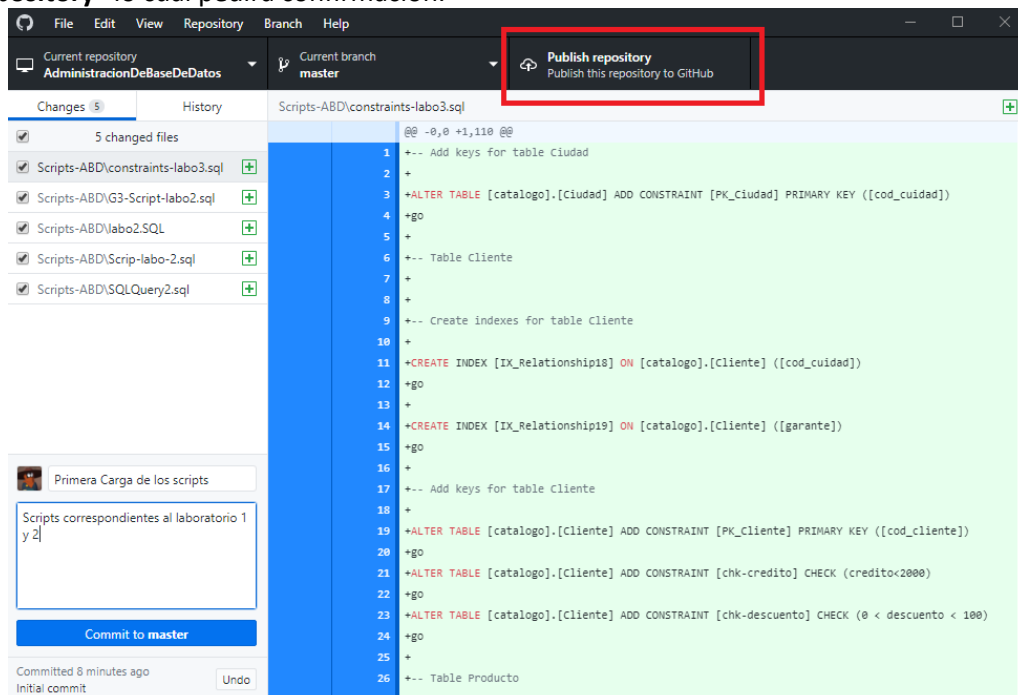 File Edit View Repository Branch Help
Current repository
AdministracionDeBaseDeDatos
Current branch
master
Publish repository
Publish this repository to GitHub
Changes 5 History
5 changed files
Scripts-ABD\constraints-labo3.sql
Scripts-ABD\G3-Script-labo2.sql
Scripts-ABD\labo2.SQL
Scripts-ABD\Scrip-labo-2.sql
Scripts-ABD\SQLQuery2.sql
Primera Carga de los scripts
Scripts correspondientes al laboratorio 1
y 2
Commit to master
Committed 8 minutes ago
Initial commit
Undo
Scripts-ABD\constraints-labo3.sql
@@ -0,0 +1,110 @@
1 +-- Add keys for table Ciudad
2 +
3 +ALTER TABLE [catalogo].[Ciudad] ADD CONSTRAINT [PK_Ciudad] PRIMARY KEY ([cod_cuidad])
4 +go
5 +
6 +-- Table Cliente
7 +
8 +
9 +-- Create indexes for table Cliente
10 +
11 +CREATE INDEX [IX_Relationship18] ON [catalogo].[Cliente] ([cod_cuidad])
12 +go
13 +
14 +CREATE INDEX [IX_Relationship19] ON [catalogo].[Cliente] ([garante])
15 +go
16 +
17 +-- Add keys for table Cliente
18 +
19 +ALTER TABLE [catalogo].[Cliente] ADD CONSTRAINT [PK_Cliente] PRIMARY KEY ([cod_cliente])
20 +go
21 +ALTER TABLE [catalogo].[Cliente] ADD CONSTRAINT [chk-credito] CHECK (credito<2000)
22 +go
23 +ALTER TABLE [catalogo].[Cliente] ADD CONSTRAINT [chk-descuento] CHECK (0 < descuento < 100)
24 +go
25 +
26 +-- Table Producto